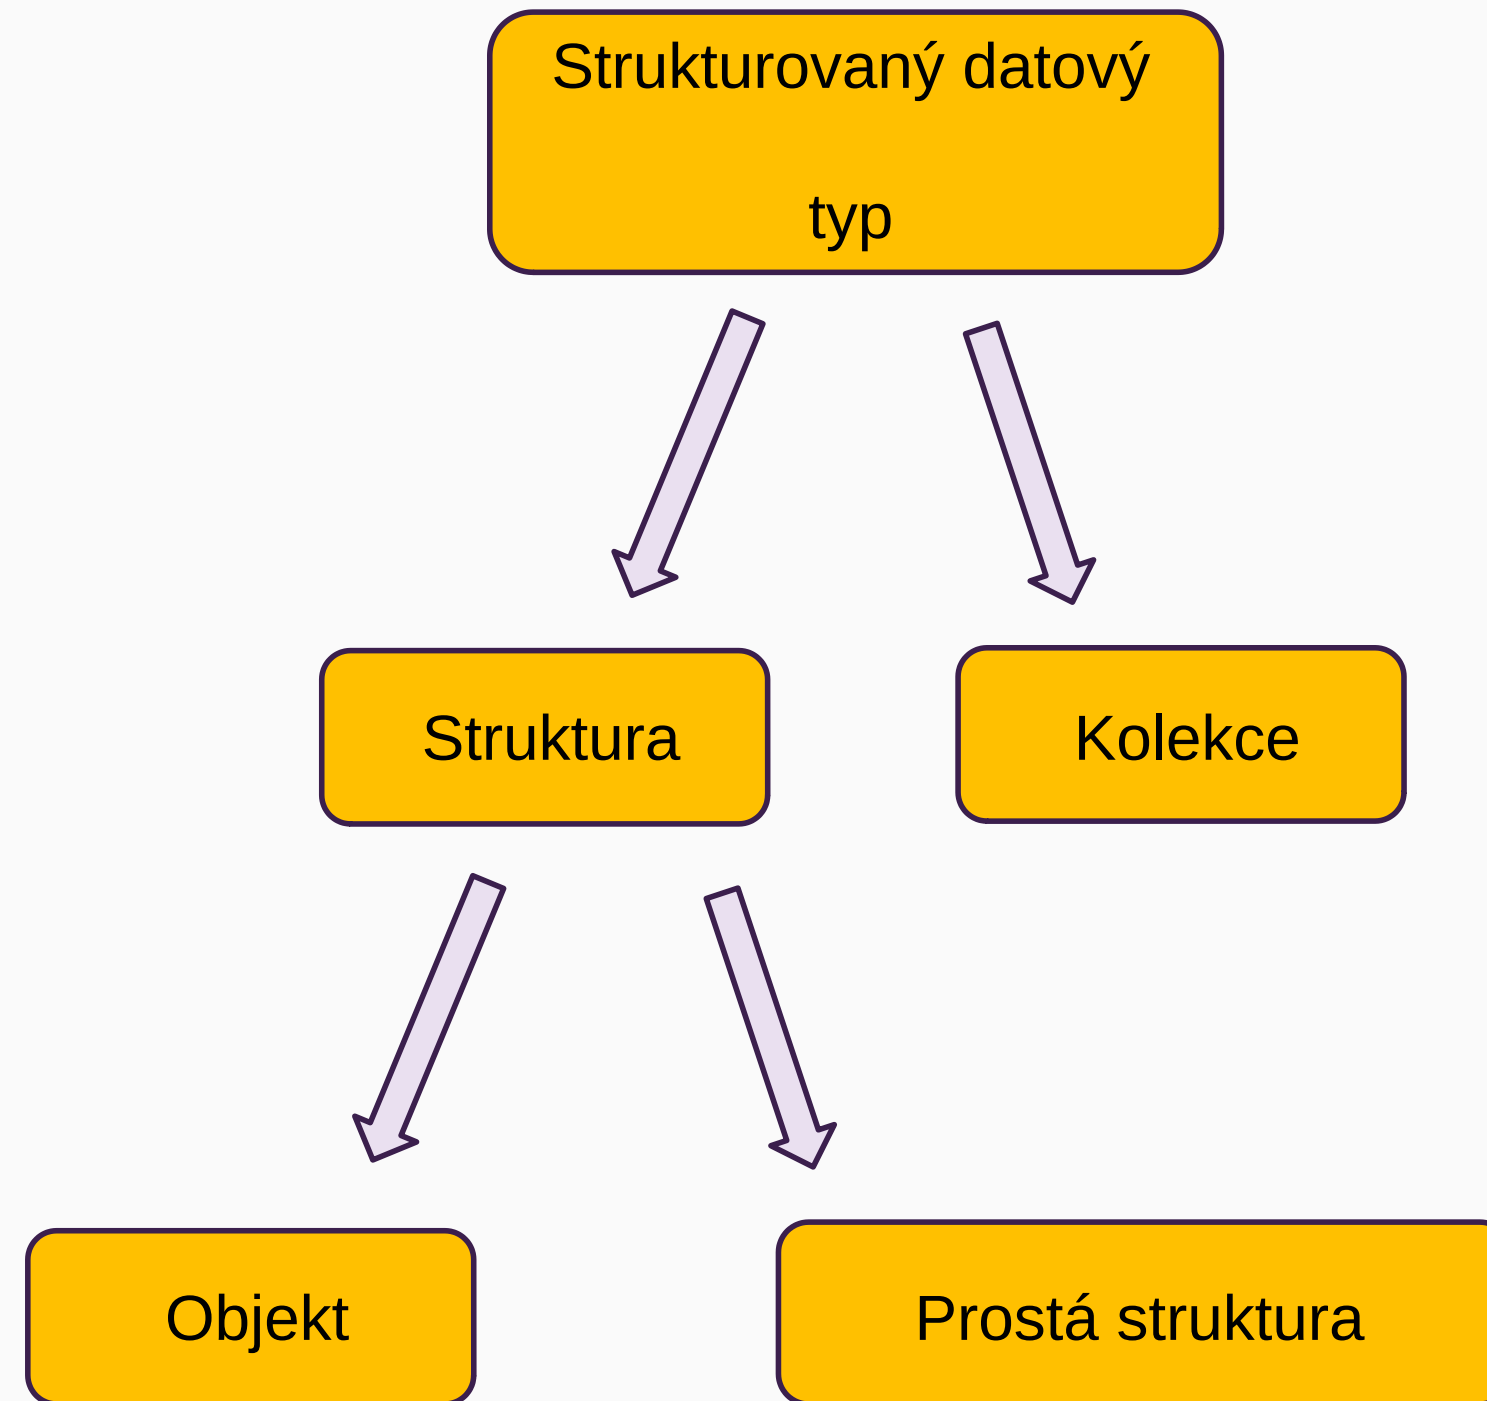 Strukturovaný datový
typ
Struktura
Kolekce
Objekt
Prostá struktura